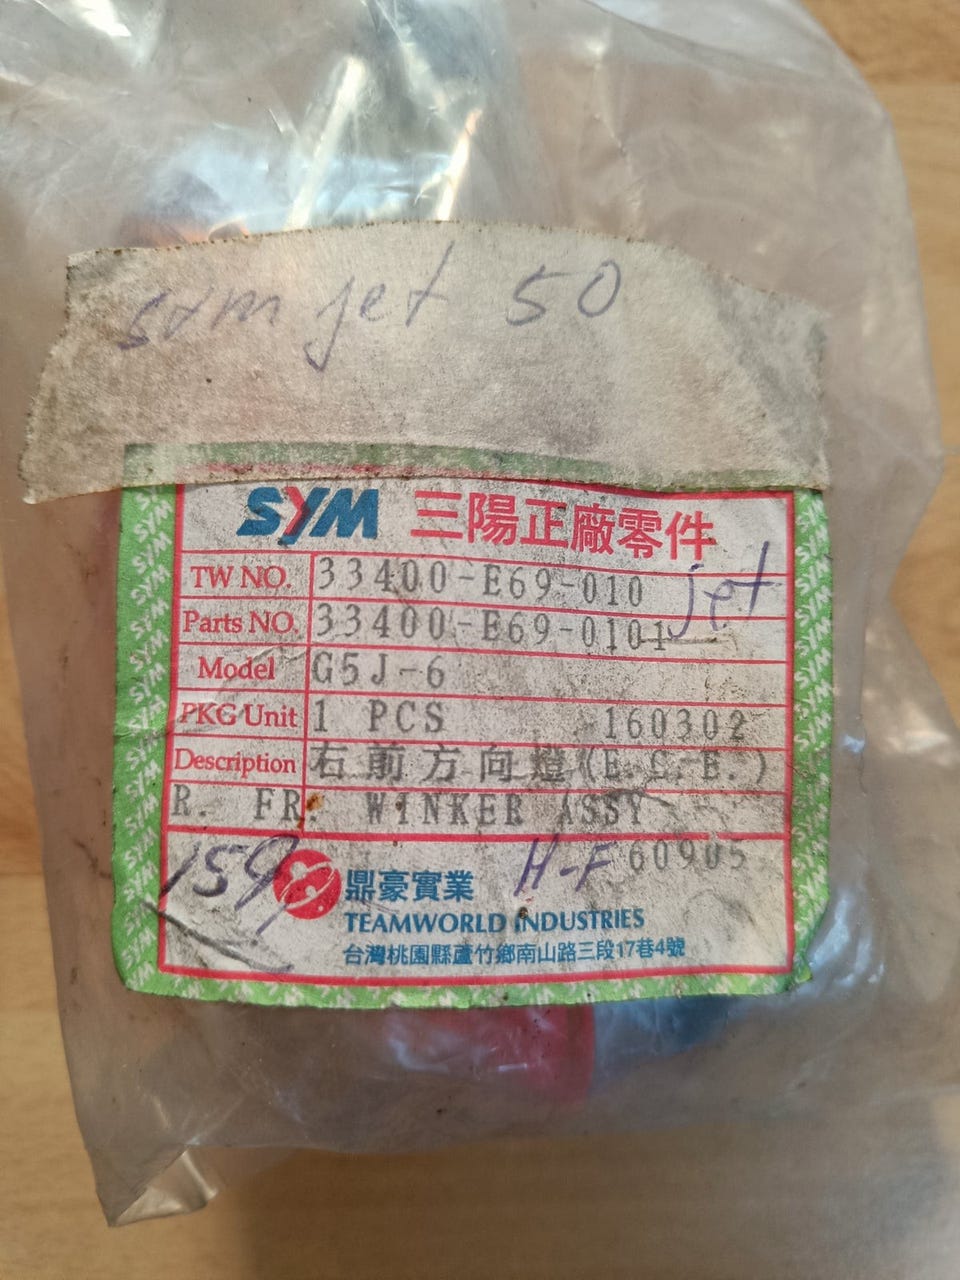 sym jet 50
SYM 三陽正廠零件
TW NO. 33400-E69-010
jet
Parts NO. 33400-E69-0101
Model G5J-6
PKG Unit 1 PCS 160302
Description 右前方向燈(E.C.E.)
R. FR. WINKER ASSY
159, H-F 60905
鼎豪實業
TEAMWORLD INDUSTRIES
台灣桃園縣蘆竹鄉南山路三段17巷4號